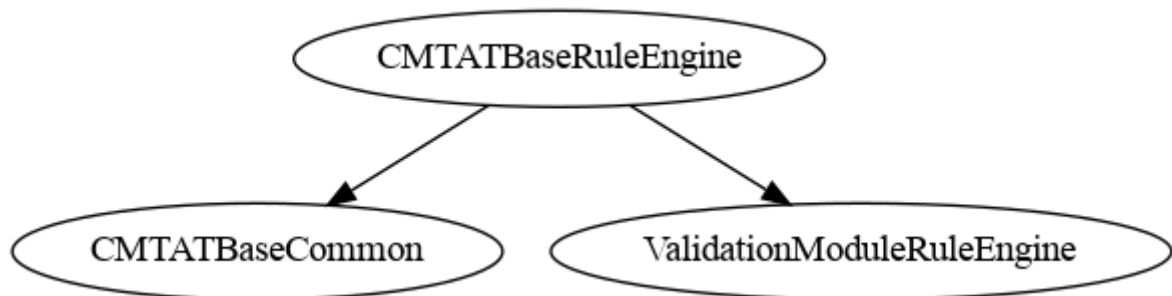 CMTATBaseRuleEngine
CMTATBaseCommon
ValidationModuleRuleEngine